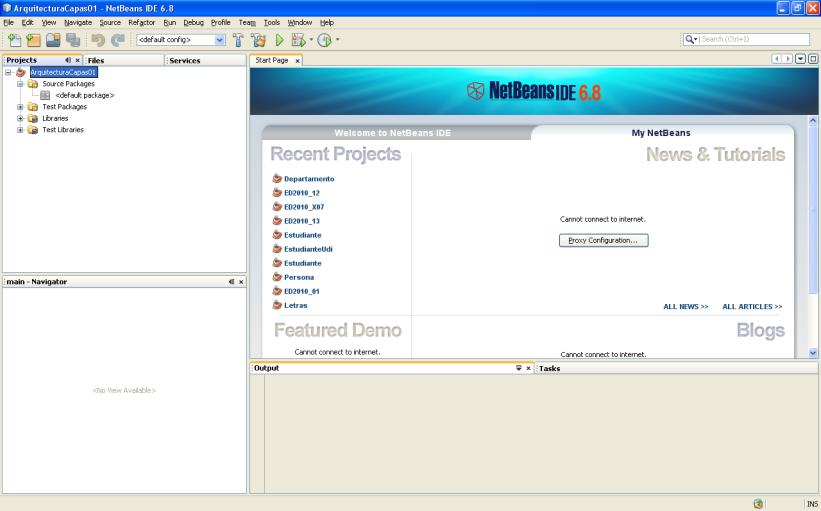 ArquitecturaCapas01 - NetBeans IDE 6.8
File Edit View Navigate Source Refactor Run Debug Profile Team Tools Window Help
<default config>
Search (Ctrl+I)
Projects
Files
Services
Start Page
ArquitecturaCapas01
Source Packages
<default package>
Test Packages
Libraries
Test Libraries
NetBeans IDE 6.8
Welcome to NetBeans IDE
My NetBeans
Recent Projects
Departamento
ED2010_12
ED2010_X07
ED2010_13
Estudiante
EstudianteUdi
Estudiante
Persona
ED2010_01
Letras
News & Tutorials
Cannot connect to internet.
Proxy Configuration...
ALL NEWS >> ALL ARTICLES >>
Featured Demo
Cannot connect to internet.
Blogs
Cannot connect to internet.
main - Navigator
<No View Available>
Output
Tasks
INS